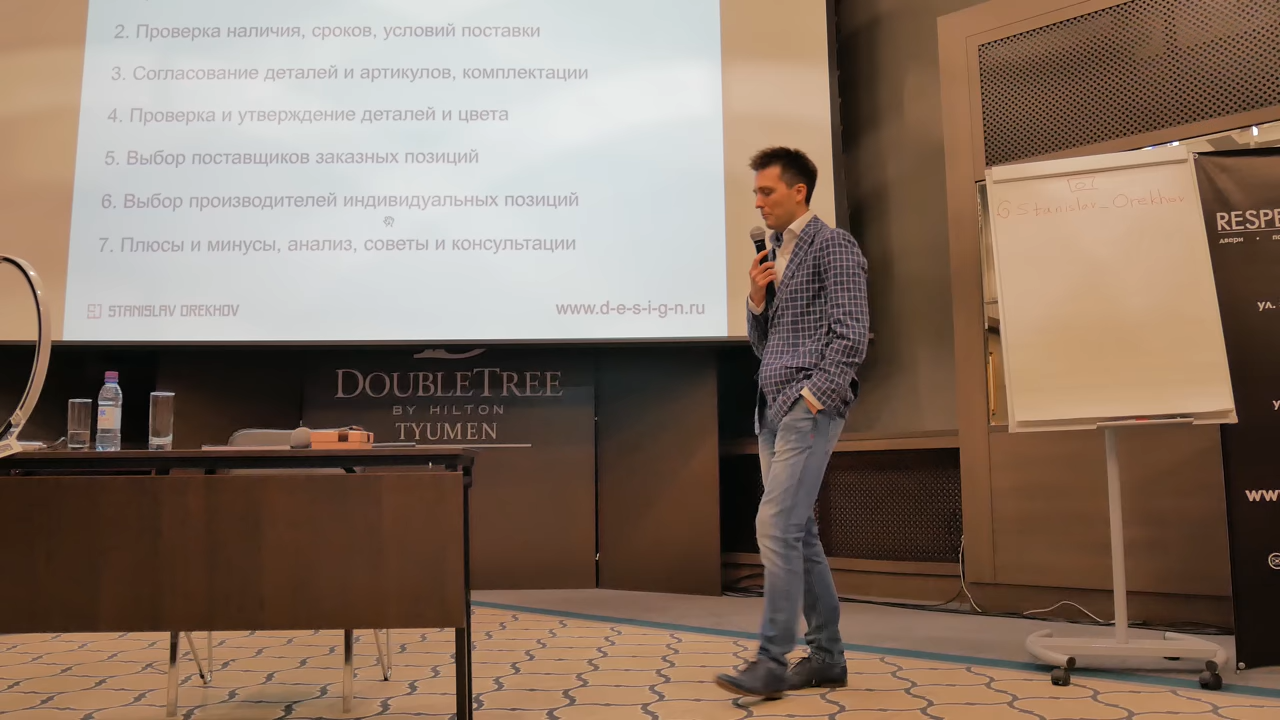 2. Проверка наличия, сроков, условий поставки
3. Согласование деталей и артикулов, комплектации
4. Проверка и утверждение деталей и цвета
5. Выбор поставщиков заказных позиций
6. Выбор производителей индивидуальных позиций
7. Плюсы и минусы, анализ, советы и консультации
STANISLAV OREKHOV
www.d-e-s-i-g-n.ru
DOUBLETREE
BY HILTON
TYUMEN
Stanislav_Orekhov
RESPE
двери • по
ул.
www